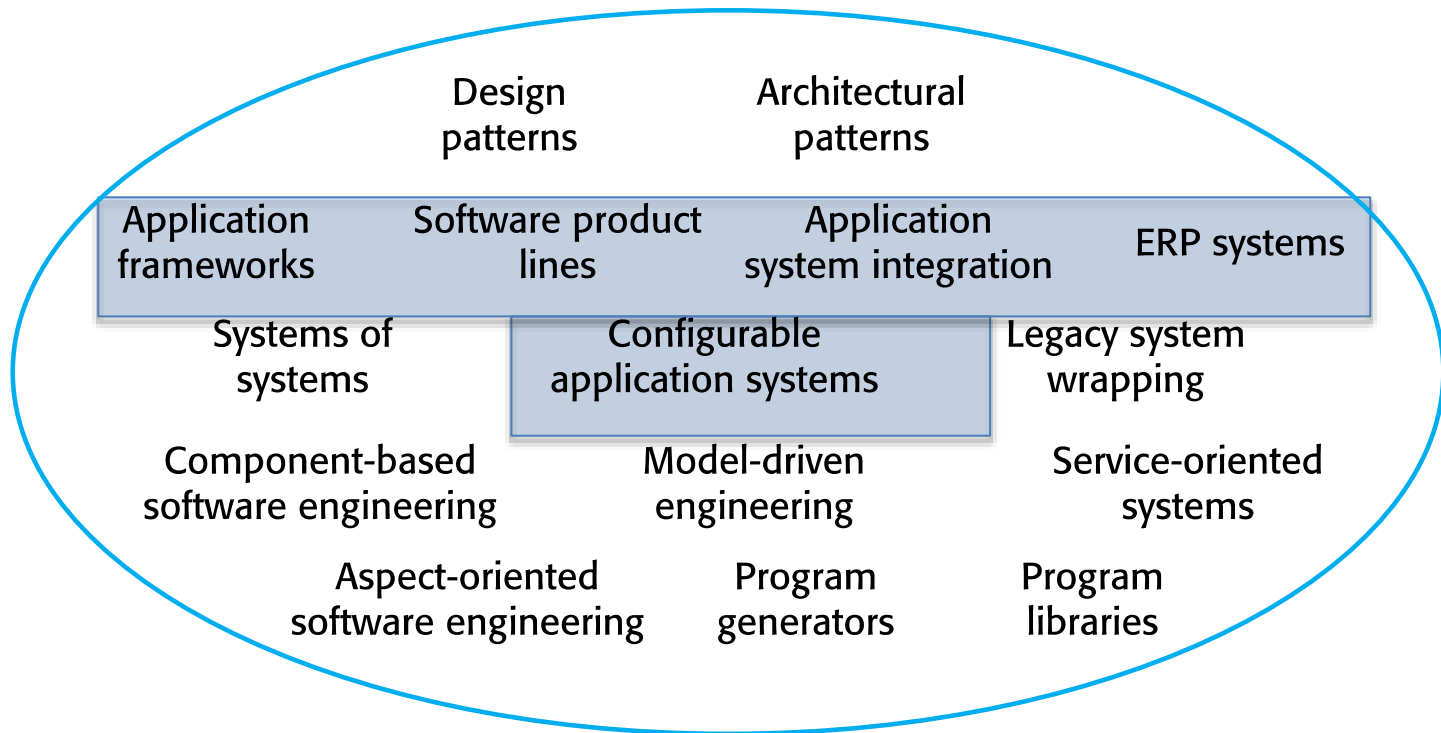 Design
patterns
Architectural
patterns
Application
frameworks
Software product
lines
Application
system integration
ERP systems
Systems of
systems
Configurable
application systems
Legacy system
wrapping
Component-based
software engineering
Model-driven
engineering
Service-oriented
systems
Aspect-oriented
software engineering
Program
generators
Program
libraries